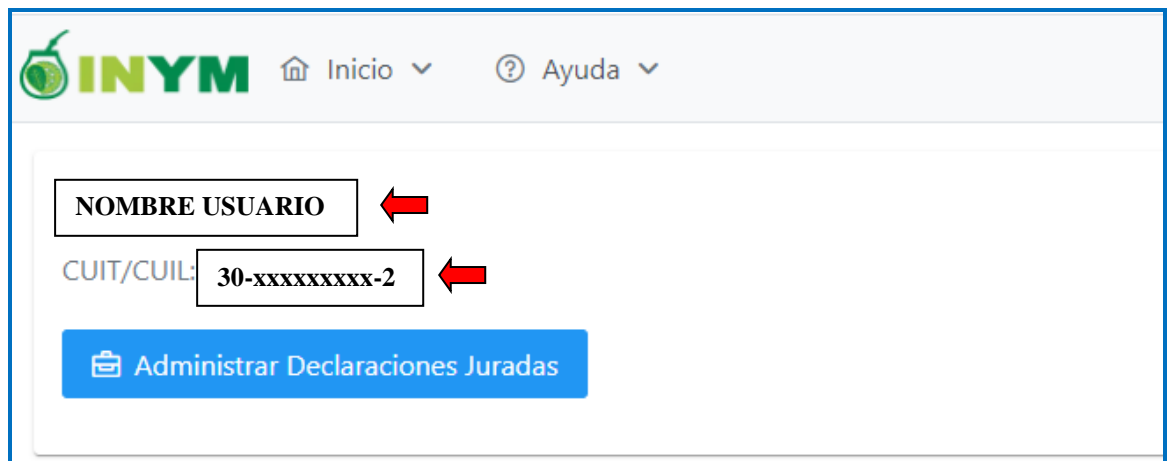 INYM Inicio Ayuda
NOMBRE USUARIO
CUIT/CUIL: 30-xxxxxxxxx-2
Administrar Declaraciones Juradas